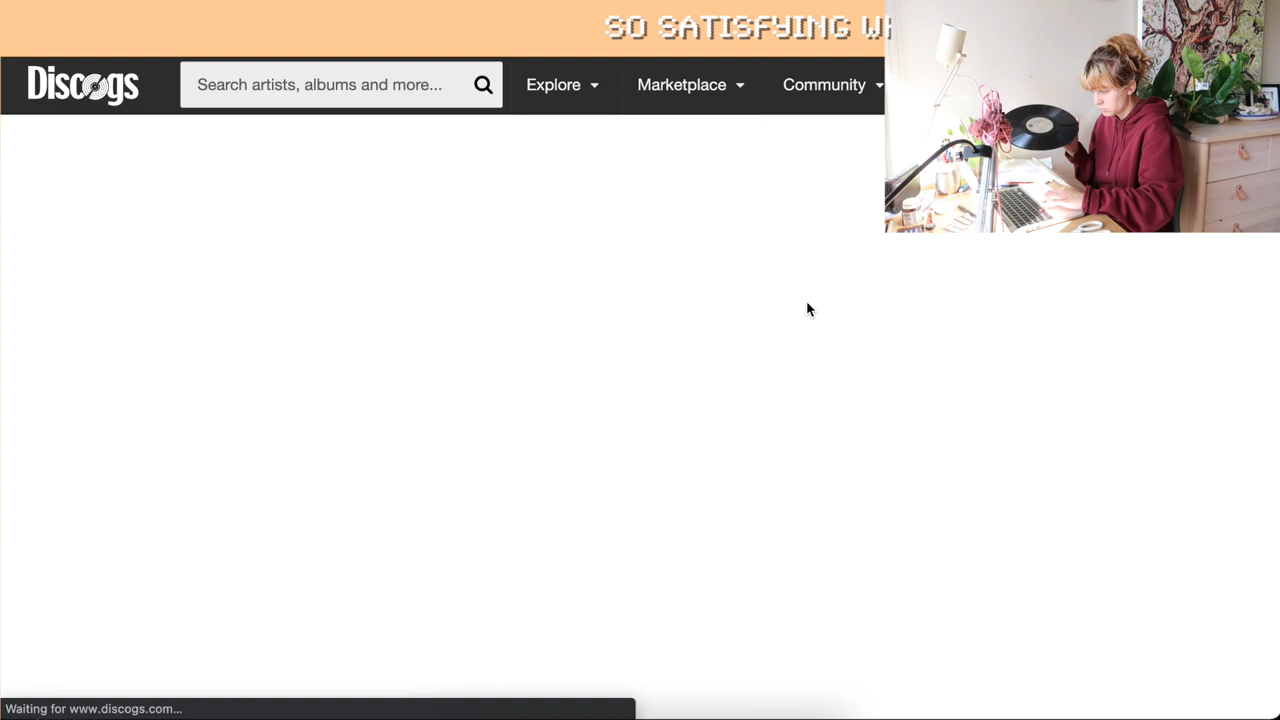 SO SATISFYING
Discogs
Search artists, albums and more...
Explore
Marketplace
Community
Waiting for www.discogs.com...